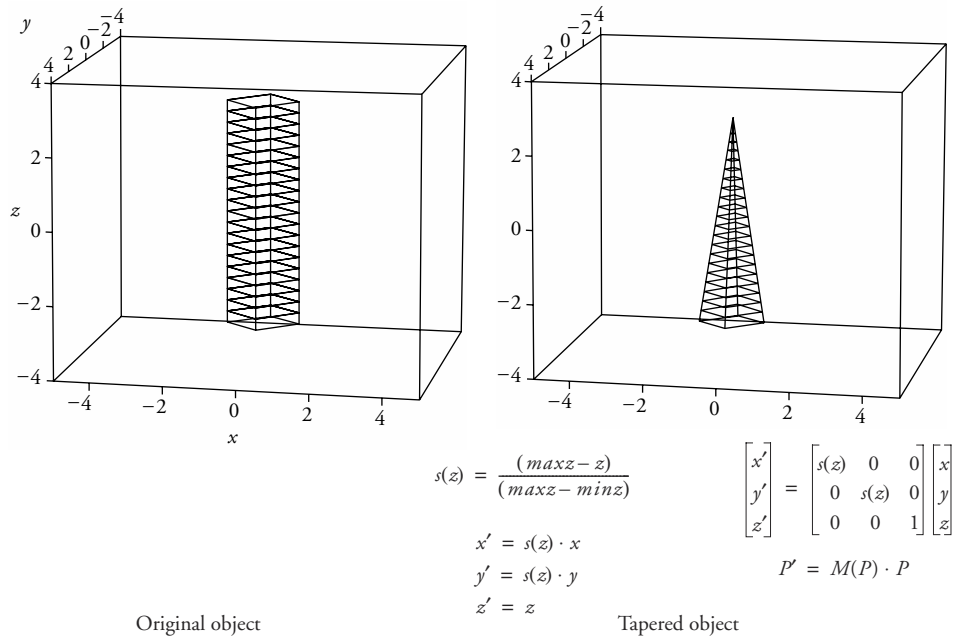 y
−4
−2
0
2
4
4
2
z
0
−2
−4
−4
−2
0
2
4
x
−4
−2
0
2
4
4
2
0
−2
−4
−4
−2
0
2
4
s(z) = (maxz − z) / (maxz − minz)
x′ = s(z) · x
y′ = s(z) · y
z′ = z
[x′] = [s(z) 0 0] [x]
[y′] [0 s(z) 0] [y]
[z′] [0 0 1] [z]
P′ = M(P) · P
Original object
Tapered object